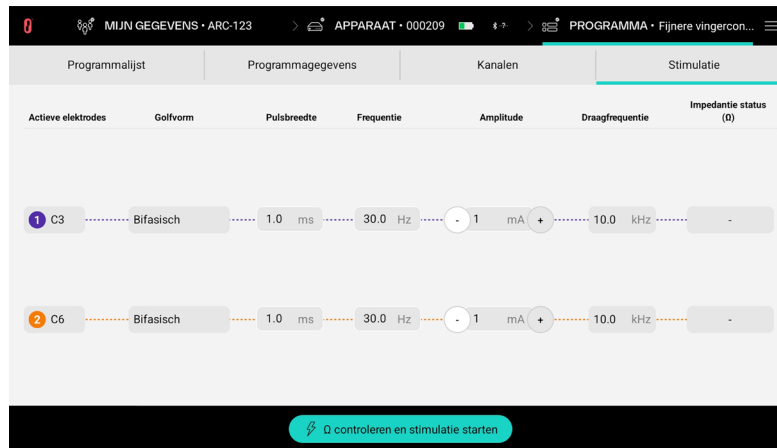 MIJN GEGEVENS • ARC-123 > APPARAAT • 000209 -?- > PROGRAMMA • Fijnere vingercon...
Programmalijst Programmagegevens Kanalen Stimulatie
Actieve elektrodes Golfvorm Pulsbreedte Frequentie Amplitude Draagfrequentie Impedantie status (Ω)
1 C3 Bifasisch 1.0 ms 30.0 Hz - 1 mA + 10.0 kHz -
2 C6 Bifasisch 1.0 ms 30.0 Hz - 1 mA + 10.0 kHz -
Ω controleren en stimulatie starten